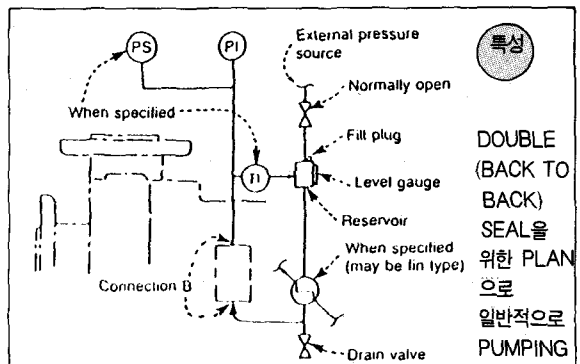 PS
PI
External pressure
source
Normally open
When specified
Fill plug
TI
Level gauge
Reservoir
When specified
(may be fin type)
Connection B
Drain valve
특성
DOUBLE
(BACK TO
BACK)
SEAL을
위한 PLAN
으로
일반적으로
PUMPING